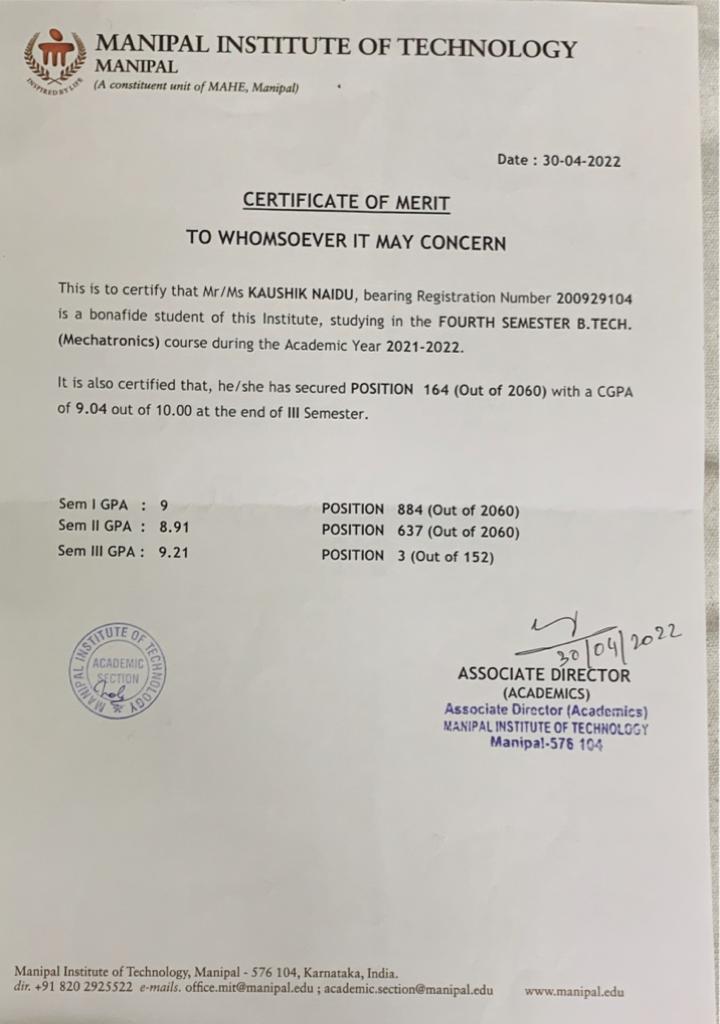 MANIPAL INSTITUTE OF TECHNOLOGY
MANIPAL
(A constituent unit of MAHE, Manipal)
INSPIRED BY LIFE
Date : 30-04-2022
CERTIFICATE OF MERIT
TO WHOMSOEVER IT MAY CONCERN
This is to certify that Mr/Ms KAUSHIK NAIDU, bearing Registration Number 200929104
is a bonafide student of this Institute, studying in the FOURTH SEMESTER B.TECH.
(Mechatronics) course during the Academic Year 2021-2022.
It is also certified that, he/she has secured POSITION 164 (Out of 2060) with a CGPA
of 9.04 out of 10.00 at the end of III Semester.
Sem I GPA : 9 POSITION 884 (Out of 2060)
Sem II GPA : 8.91 POSITION 637 (Out of 2060)
Sem III GPA : 9.21 POSITION 3 (Out of 152)
MANIPAL INSTITUTE OF TECHNOLOGY
ACADEMIC
SECTION
30/04/2022
ASSOCIATE DIRECTOR
(ACADEMICS)
Associate Director (Academics)
MANIPAL INSTITUTE OF TECHNOLOGY
Manipal-576 104
Manipal Institute of Technology, Manipal - 576 104, Karnataka, India.
dir. +91 820 2925522 e-mails. office.mit@manipal.edu ; academic.section@manipal.edu www.manipal.edu